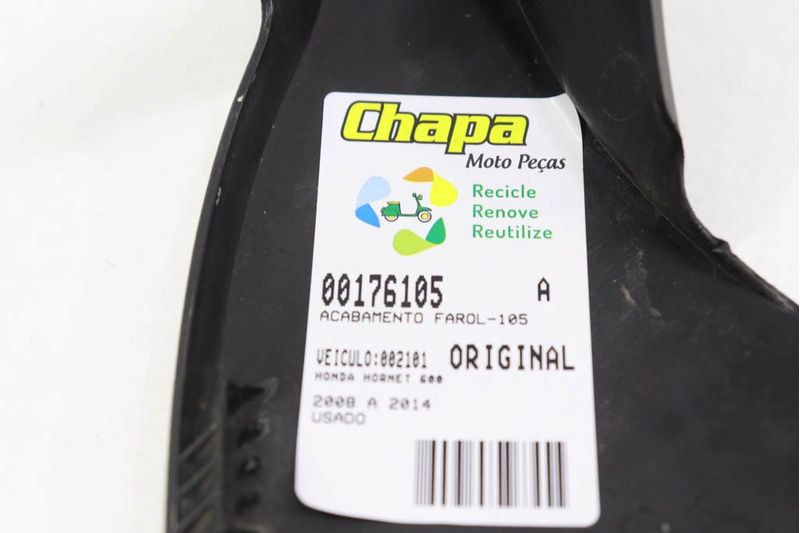 Chapa
Moto Peças
Recicle
Renove
Reutilize
00176105 A
ACABAMENTO FAROL-105
VEICULO:002101 ORIGINAL
HONDA HORNET 600
2008 A 2014
USADO